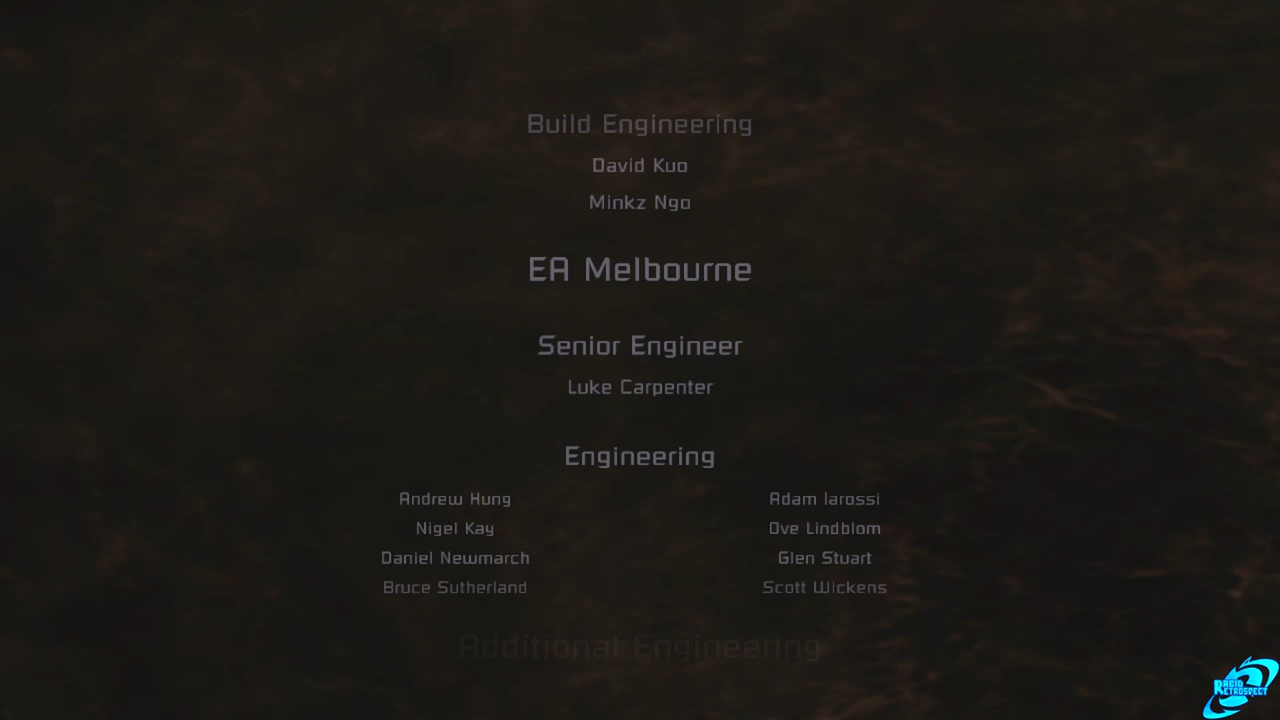 Build Engineering
David Kuo
Minkz Ngo
EA Melbourne
Senior Engineer
Luke Carpenter
Engineering
Andrew Hung Adam Iarossi
Nigel Kay Ove Lindblom
Daniel Newmarch Glen Stuart
Bruce Sutherland Scott Wickens
Additional Engineering
Retrospect